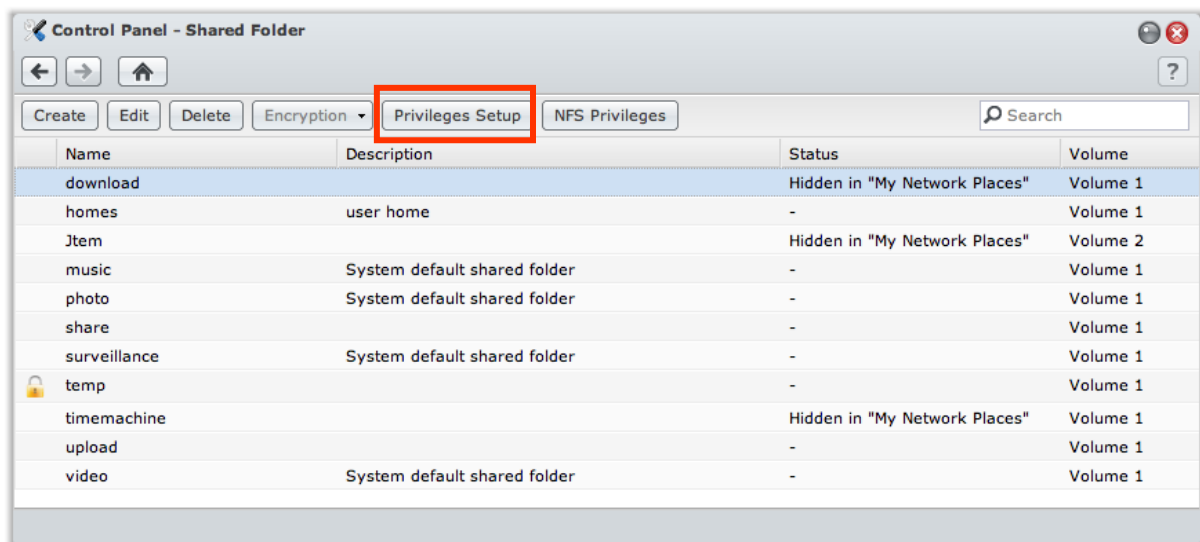 Control Panel - Shared Folder
?
Create Edit Delete Encryption Privileges Setup NFS Privileges Search
Name Description Status Volume
download Hidden in "My Network Places" Volume 1
homes user home - Volume 1
Jtem Hidden in "My Network Places" Volume 2
music System default shared folder - Volume 1
photo System default shared folder - Volume 1
share - Volume 1
surveillance System default shared folder - Volume 1
temp - Volume 1
timemachine Hidden in "My Network Places" Volume 1
upload - Volume 1
video System default shared folder - Volume 1